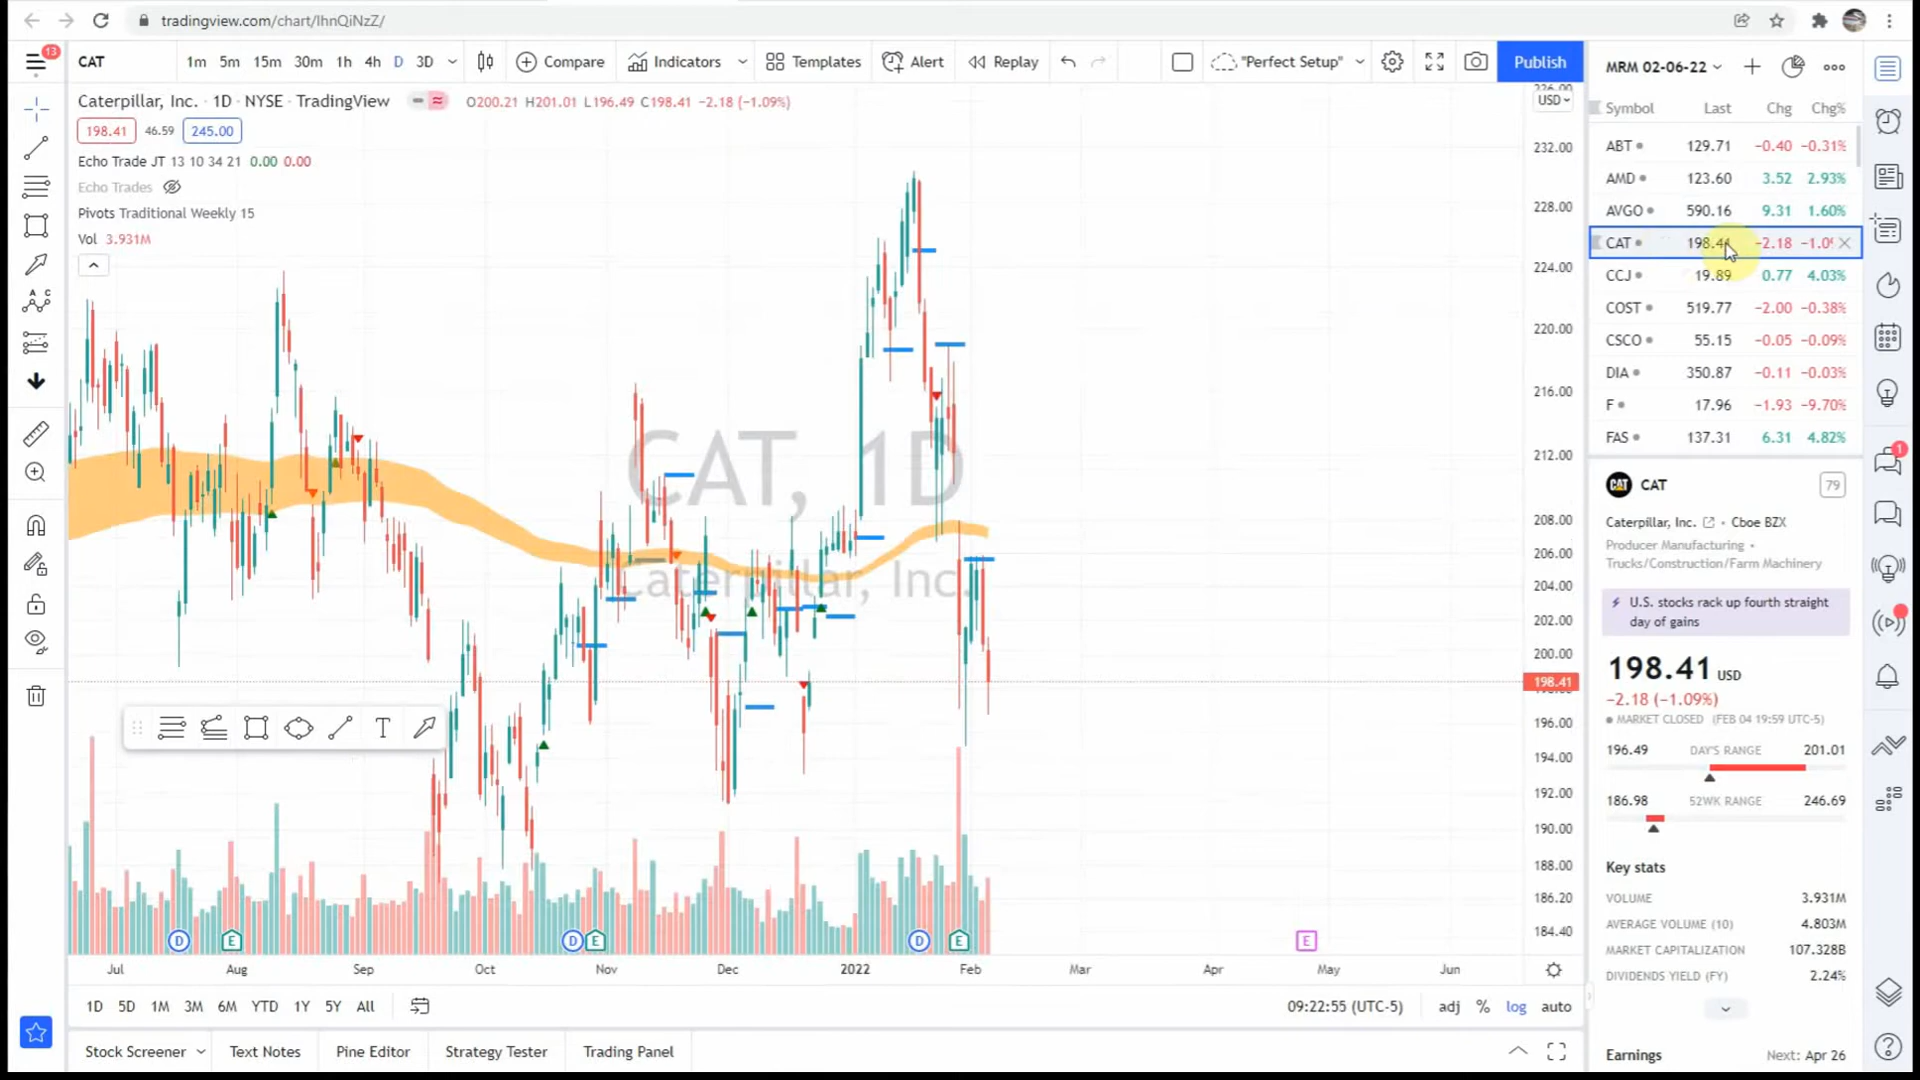 tradingview.com/chart/IhnQiNzZ/
13
CAT 1m 5m 15m 30m 1h 4h D 3D Compare Indicators Templates Alert Replay "Perfect Setup" Publish
MRM 02-06-22
Caterpillar, Inc. · 1D · NYSE · TradingView O200.21 H201.01 L196.49 C198.41 −2.18 (−1.09%)
198.41 46.59 245.00
Echo Trade JT 13 10 34 21 0.00 0.00
Echo Trades
Pivots Traditional Weekly 15
Vol 3.931M
CAT, 1D
Caterpillar, Inc.
USD
232.00
228.00
224.00
220.00
216.00
212.00
208.00
206.00
204.00
202.00
200.00
198.41
196.00
194.00
192.00
190.00
188.00
186.20
184.40
A C
T
D E D E D E E
Jul Aug Sep Oct Nov Dec 2022 Feb Mar Apr May Jun
1D 5D 1M 3M 6M YTD 1Y 5Y All 09:22:55 (UTC-5) adj % log auto
Stock Screener Text Notes Pine Editor Strategy Tester Trading Panel
Symbol Last Chg Chg%
ABT 129.71 −0.40 −0.31%
AMD 123.60 3.52 2.93%
AVGO 590.16 9.31 1.60%
CAT 198.41 −2.18
CCJ 19.89 0.77 4.03%
COST 519.77 −2.00 −0.38%
CSCO 55.15 −0.05 −0.09%
DIA 350.87 −0.11 −0.03%
F 17.96 −1.93 −9.70%
FAS 137.31 6.31 4.82%
CAT CAT 79
Caterpillar, Inc. • Cboe BZX
Producer Manufacturing •
Trucks/Construction/Farm Machinery
U.S. stocks rack up fourth straight
day of gains
198.41 USD
−2.18 (−1.09%)
MARKET CLOSED (FEB 04 19:59 UTC-5)
196.49 DAY'S RANGE 201.01
186.98 52WK RANGE 246.69
Key stats
VOLUME 3.931M
AVERAGE VOLUME (10) 4.803M
MARKET CAPITALIZATION 107.328B
DIVIDENDS YIELD (FY) 2.24%
Earnings Next: Apr 26
1